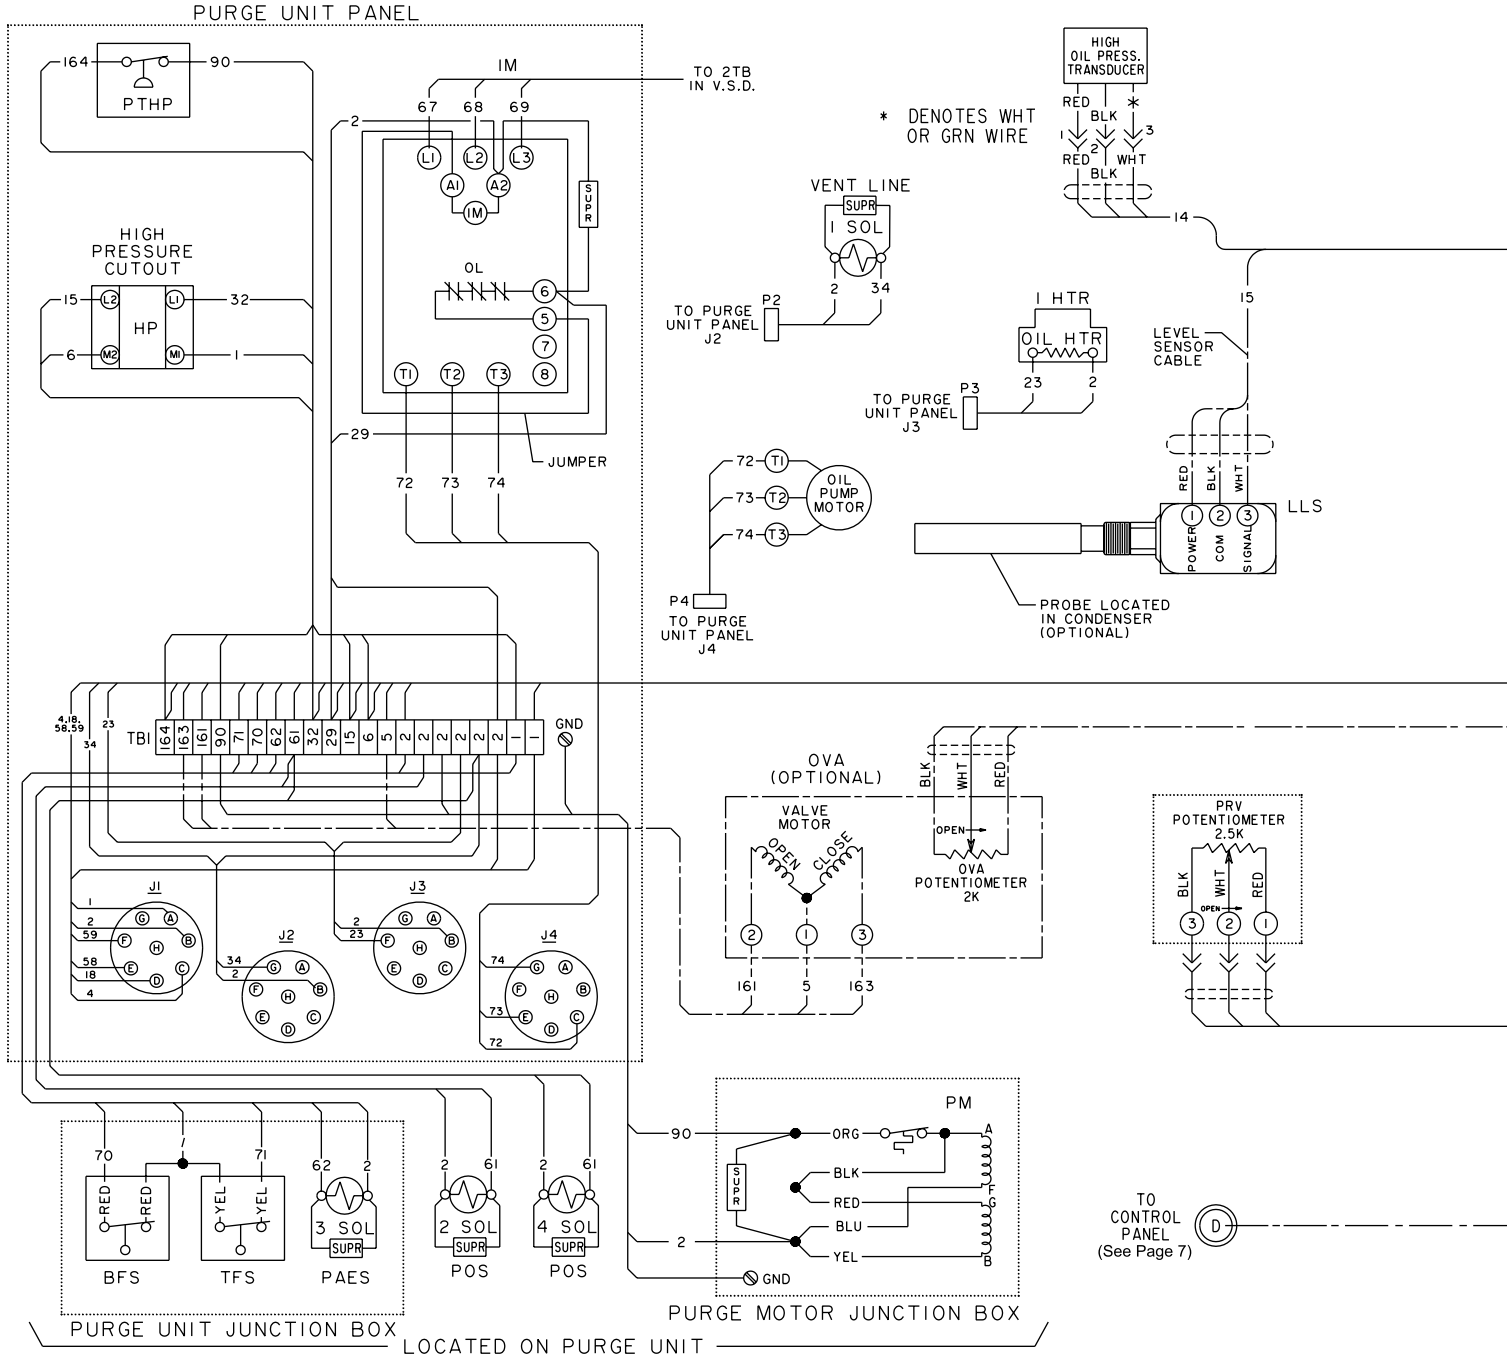 PURGE UNIT PANEL
164
90
PTHP
1M
TO 2TB
IN V.S.D.
67
68
69
2
L1
L2
L3
A1
A2
1M
SUPR
OL
6
5
7
8
T1
T2
T3
29
JUMPER
72
73
74
HIGH
PRESSURE
CUTOUT
15
L2
L1
32
HP
6
M2
M1
1
* DENOTES WHT
OR GRN WIRE
HIGH
OIL PRESS.
TRANSDUCER
RED
BLK
*
1
2
3
RED
BLK
WHT
14
VENT LINE
SUPR
1 SOL
2
34
P2
TO PURGE
UNIT PANEL
J2
1 HTR
OIL HTR
23
2
P3
TO PURGE
UNIT PANEL
J3
15
LEVEL
SENSOR
CABLE
72
T1
73
T2
74
T3
OIL
PUMP
MOTOR
P4
TO PURGE
UNIT PANEL
J4
RED
BLK
WHT
LLS
1
2
3
POWER
COM
SIGNAL
PROBE LOCATED
IN CONDENSER
(OPTIONAL)
4.18.
58.59
34
23
TB1
164
163
161
90
71
70
62
61
32
29
15
6
5
2
2
2
2
2
2
1
1
GND
J1
1
2
59
58
18
4
G
A
F
H
B
E
D
C
J2
34
2
G
A
F
H
B
E
D
C
J3
2
23
G
A
F
H
B
E
D
C
J4
74
73
72
G
A
F
H
B
E
D
C
OVA
(OPTIONAL)
VALVE
MOTOR
OPEN
CLOSE
2
1
3
161
5
163
BLK
WHT
RED
OPEN
OVA
POTENTIOMETER
2K
PRV
POTENTIOMETER
2.5K
BLK
WHT
RED
OPEN
3
2
1
70
71
RED
RED
YEL
YEL
BFS
TFS
62
2
3 SOL
SUPR
PAES
2
61
2 SOL
SUPR
POS
2
61
4 SOL
SUPR
POS
PURGE UNIT JUNCTION BOX
90
2
PM
ORG
BLK
RED
BLU
YEL
SUPR
A
F
G
B
GND
PURGE MOTOR JUNCTION BOX
LOCATED ON PURGE UNIT
TO
CONTROL
PANEL
(See Page 7)
D